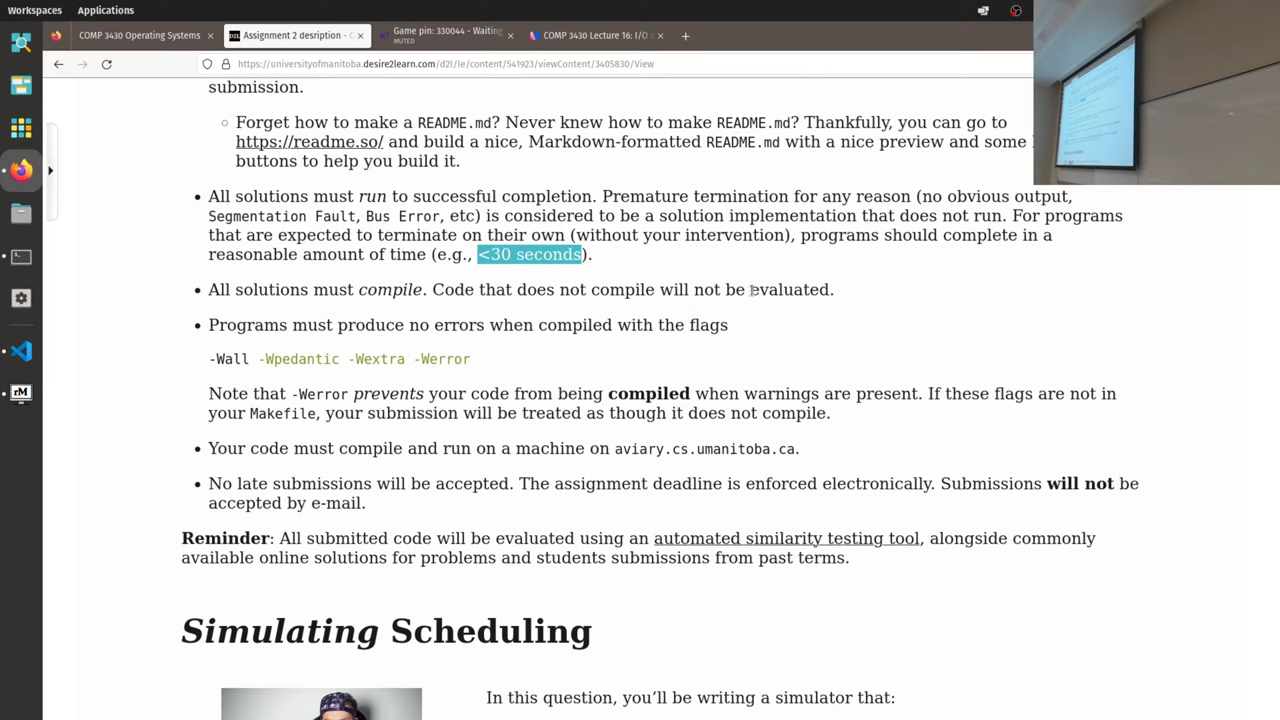 Workspaces Applications
COMP 3430 Operating Systems
Assignment 2 desription - C
Game pin: 330044 - Waiting
MUTED
COMP 3430 Lecture 16: I/O o
https://universityofmanitoba.desire2learn.com/d2l/le/content/541923/viewContent/3405830/View
submission.
Forget how to make a README.md? Never knew how to make README.md? Thankfully, you can go to
https://readme.so/ and build a nice, Markdown-formatted README.md with a nice preview and some
buttons to help you build it.
• All solutions must run to successful completion. Premature termination for any reason (no obvious output,
Segmentation Fault, Bus Error, etc) is considered to be a solution implementation that does not run. For programs
that are expected to terminate on their own (without your intervention), programs should complete in a
reasonable amount of time (e.g., <30 seconds).
• All solutions must compile. Code that does not compile will not be evaluated.
• Programs must produce no errors when compiled with the flags
-Wall -Wpedantic -Wextra -Werror
Note that -Werror prevents your code from being compiled when warnings are present. If these flags are not in
your Makefile, your submission will be treated as though it does not compile.
• Your code must compile and run on a machine on aviary.cs.umanitoba.ca.
• No late submissions will be accepted. The assignment deadline is enforced electronically. Submissions will not be
accepted by e-mail.
Reminder: All submitted code will be evaluated using an automated similarity testing tool, alongside commonly
available online solutions for problems and students submissions from past terms.
Simulating Scheduling
In this question, you'll be writing a simulator that: